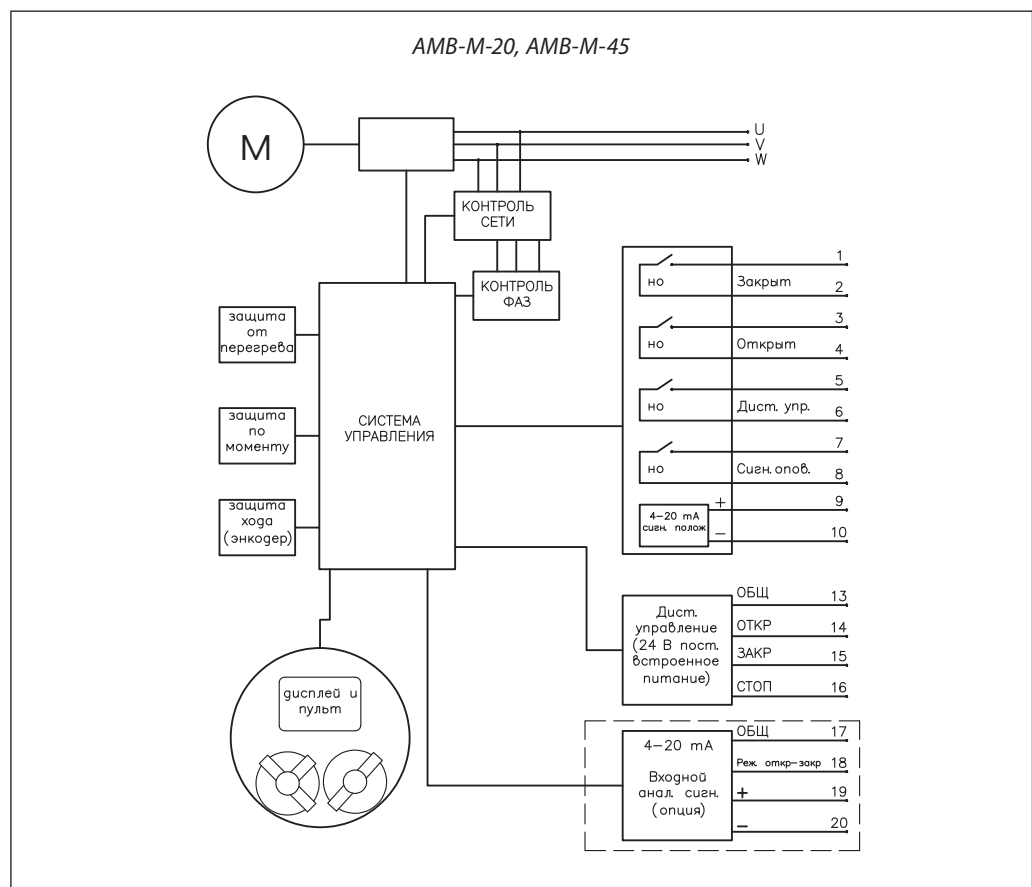 АМВ-М-20, АМВ-М-45
М
U
V
W
КОНТРОЛЬ
СЕТИ
КОНТРОЛЬ
ФАЗ
защита
от
перегрева
защита
по
моменту
защита
хода
(энкодер)
СИСТЕМА
УПРАВЛЕНИЯ
дисплей и
пульт
1
но
Закрыт
2
3
но
Открыт
4
5
но
Дист. упр.
6
7
но
Сигн. опов.
8
4–20 mA
сигн. полож
+
9
–
10
Дист.
управление
(24 В пост.
встроенное
питание)
ОБЩ
13
ОТКР
14
ЗАКР
15
СТОП
16
4–20 mA
Входной
анал. сигн.
(опция)
ОБЩ
17
Реж. откр–закр
18
+
19
–
20